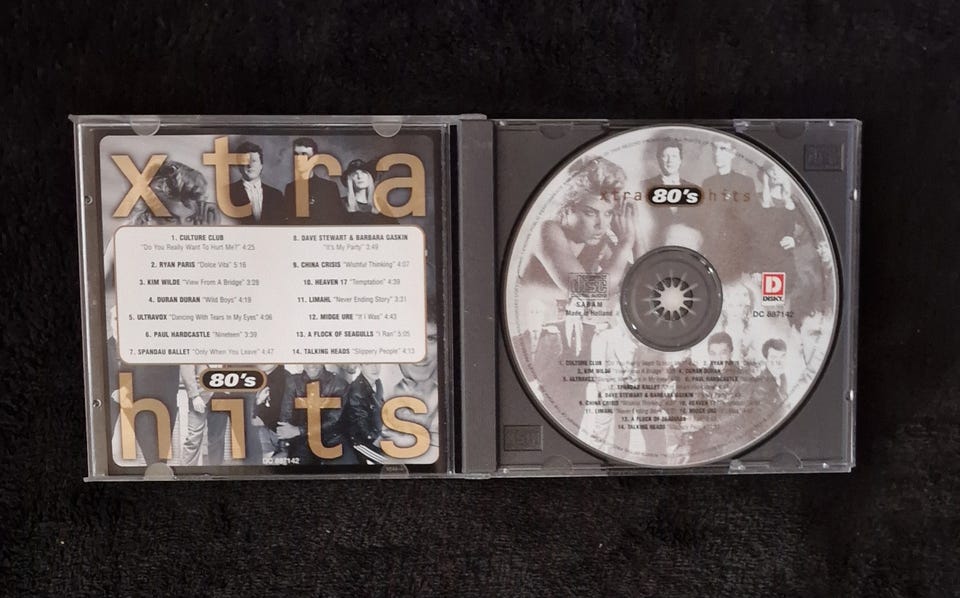 xtra
1. CULTURE CLUB
"Do You Really Want To Hurt Me?" 4:25
2. RYAN PARIS "Dolce Vita" 5:16
3. KIM WILDE "View From A Bridge" 3:28
4. DURAN DURAN "Wild Boys" 4:19
5. ULTRAVOX "Dancing With Tears In My Eyes" 4:06
6. PAUL HARDCASTLE "Nineteen" 3:39
7. SPANDAU BALLET "Only When You Leave" 4:47
8. DAVE STEWART & BARBARA GASKIN
"It's My Party" 3:49
9. CHINA CRISIS "Wishful Thinking" 4:07
10. HEAVEN 17 "Temptation" 4:39
11. LIMAHL "Never Ending Story" 3:31
12. MIDGE URE "If I Was" 4:43
13. A FLOCK OF SEAGULLS "I Ran" 5:05
14. TALKING HEADS "Slippery People" 4:13
80's
hits
DC 887142
xtra 80's hits
COMPACT
disc
DIGITAL AUDIO
Made in Holland
D
DISKY
DC 887142
1. CULTURE CLUB 2. RYAN PARIS
3. KIM WILDE 4. DURAN DURAN
5. ULTRAVOX 6. PAUL HARDCASTLE
7. SPANDAU BALLET
8. DAVE STEWART & BARBARA GASKIN
9. CHINA CRISIS 10. HEAVEN 17
11. LIMAHL 12. MIDGE URE
13. A FLOCK OF SEAGULLS
14. TALKING HEADS "Slippery People"